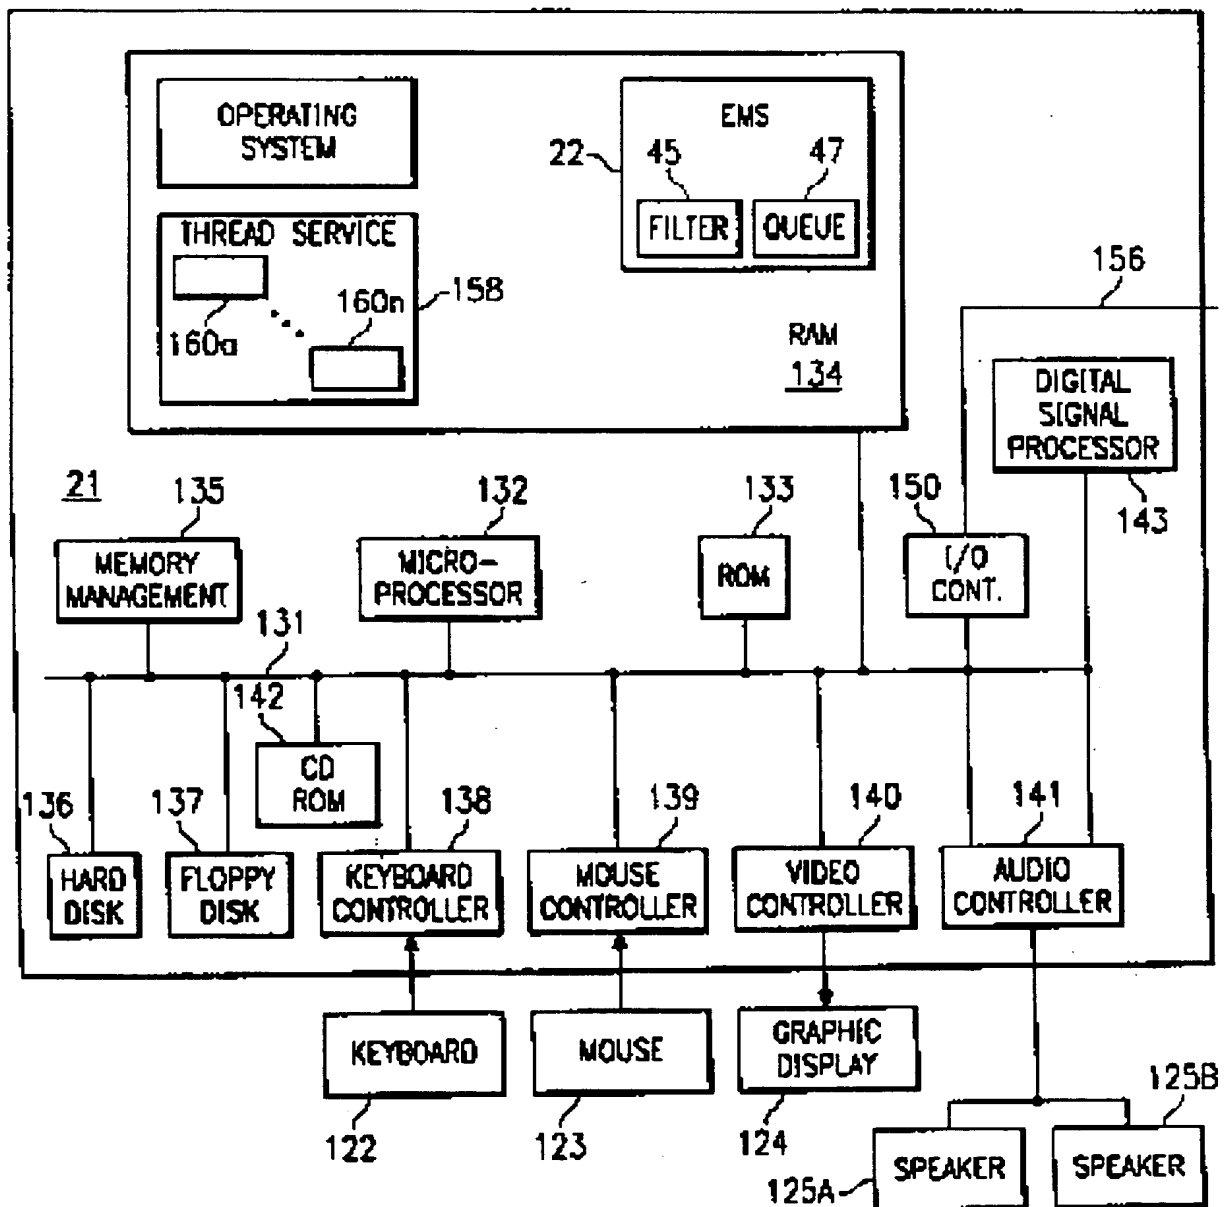 OPERATING
SYSTEM
EMS
22
45
47
FILTER
QUEUE
THREAD SERVICE
160a
160n
158
RAM
134
156
DIGITAL
SIGNAL
PROCESSOR
143
21
135
MEMORY
MANAGEMENT
132
MICRO-
PROCESSOR
133
ROM
150
I/O
CONT.
131
142
CD
ROM
136
HARD
DISK
137
FLOPPY
DISK
138
KEYBOARD
CONTROLLER
139
MOUSE
CONTROLLER
140
VIDEO
CONTROLLER
141
AUDIO
CONTROLLER
KEYBOARD
122
MOUSE
123
GRAPHIC
DISPLAY
124
SPEAKER
125A
SPEAKER
125B